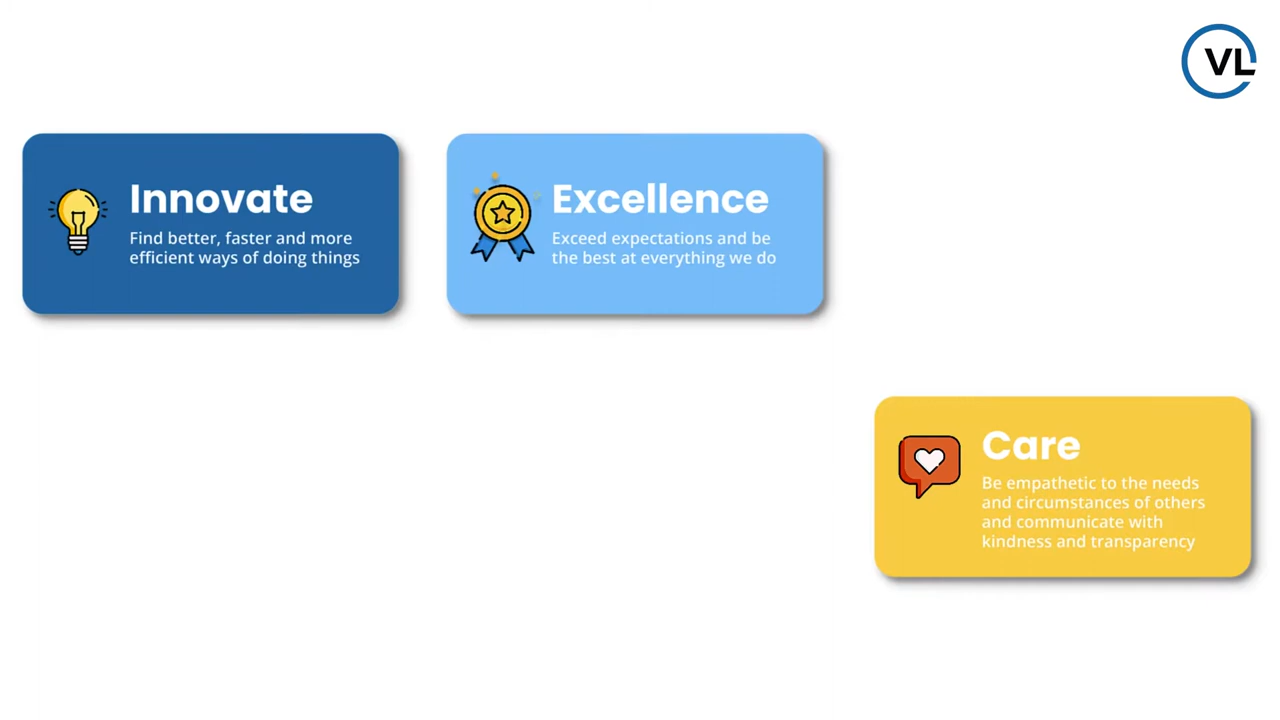 VL
Innovate
Find better, faster and more
efficient ways of doing things
Excellence
Exceed expectations and be
the best at everything we do
Care
Be empathetic to the needs
and circumstances of others
and communicate with
kindness and transparency